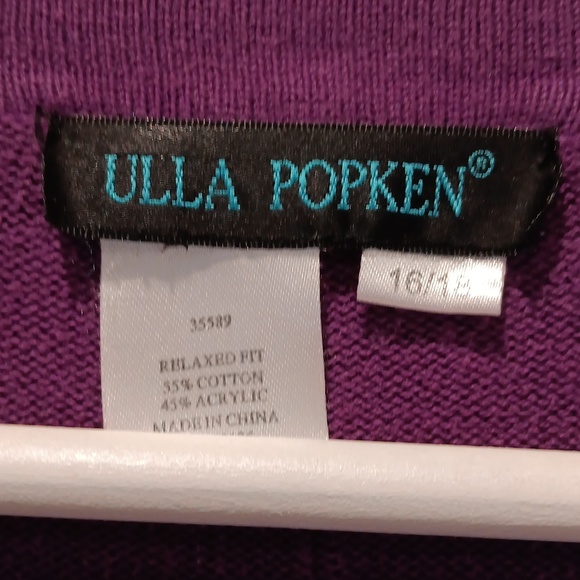 ULLA POPKEN®
16/18
35589
RELAXED FIT
55% COTTON
45% ACRYLIC
MADE IN CHINA